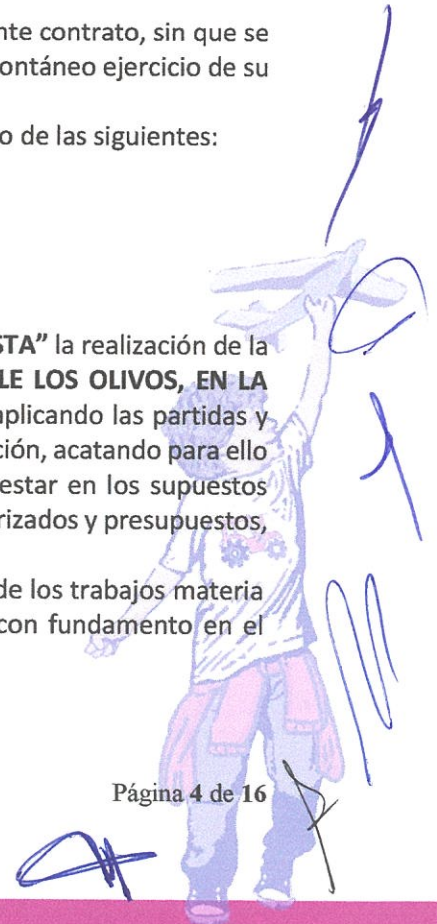 nte contrato, sin que se
ontáneo ejercicio de su
o de las siguientes:
STA" la realización de la
LE LOS OLIVOS, EN LA
aplicando las partidas y
ción, acatando para ello
estar en los supuestos
rizados y presupuestos,
de los trabajos materia
con fundamento en el
Página 4 de 16